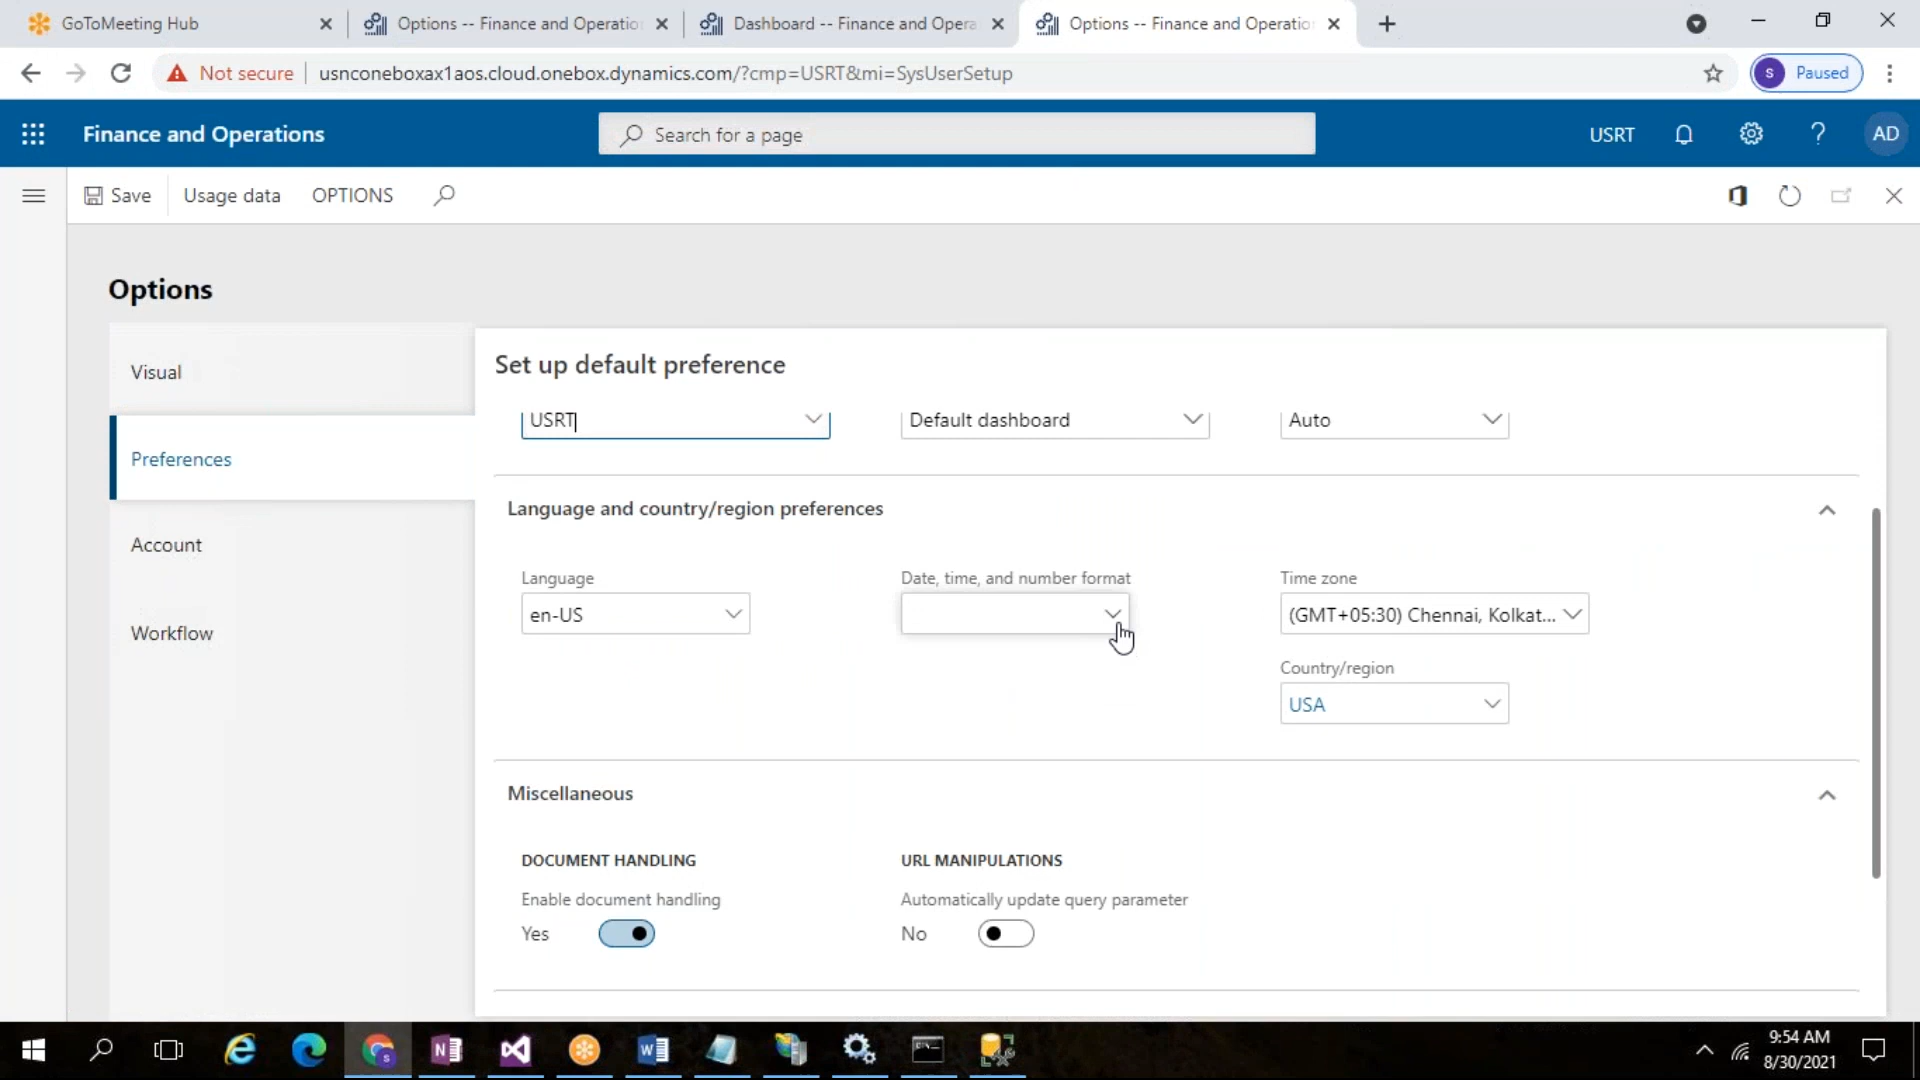 GoToMeeting Hub
Options -- Finance and Operatio
Dashboard -- Finance and Opera
Options -- Finance and Operatio
Not secure
usnconeboxax1aos.cloud.onebox.dynamics.com/?cmp=USRT&mi=SysUserSetup
S
Paused
Finance and Operations
Search for a page
USRT
?
AD
Save
Usage data
OPTIONS
Options
Visual
Preferences
Account
Workflow
Set up default preference
USRT
Default dashboard
Auto
Language and country/region preferences
Language
Date, time, and number format
Time zone
en-US
(GMT+05:30) Chennai, Kolkat...
Country/region
USA
Miscellaneous
DOCUMENT HANDLING
URL MANIPULATIONS
Enable document handling
Automatically update query parameter
Yes
No
9:54 AM
8/30/2021